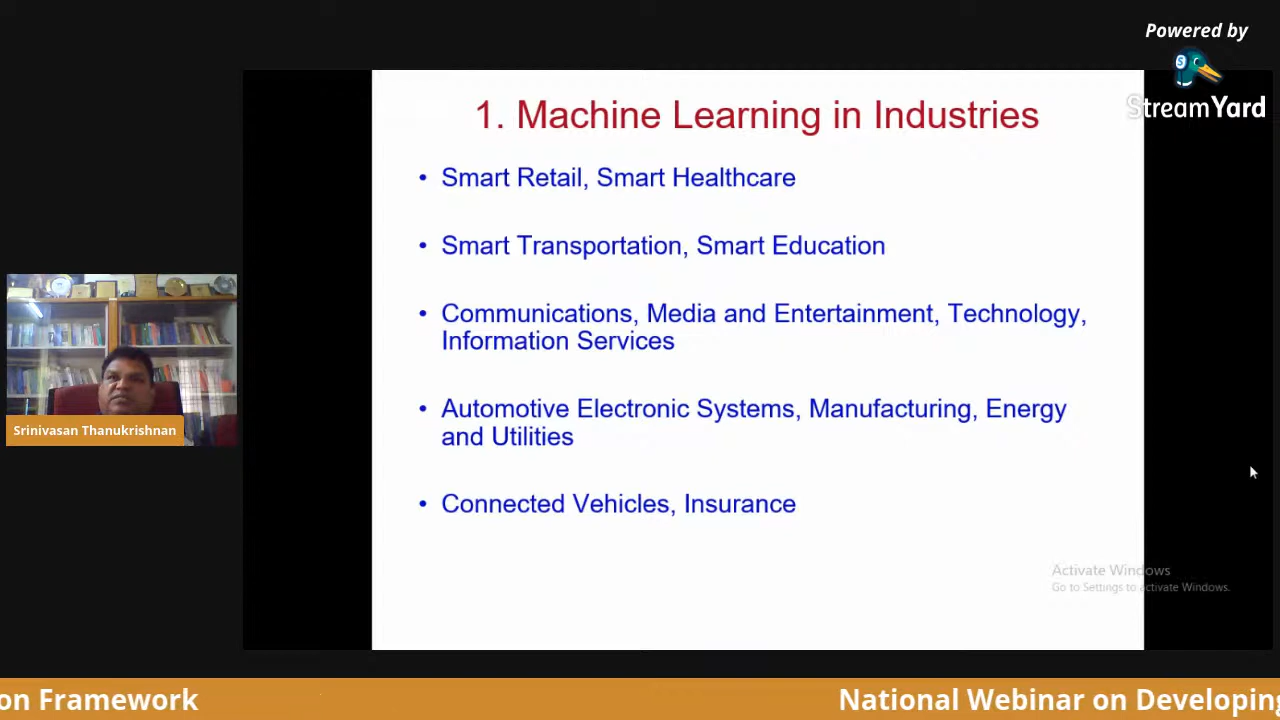 Powered by
StreamYard
1. Machine Learning in Industries
• Smart Retail, Smart Healthcare
• Smart Transportation, Smart Education
• Communications, Media and Entertainment, Technology,
Information Services
• Automotive Electronic Systems, Manufacturing, Energy
and Utilities
• Connected Vehicles, Insurance
Srinivasan Thanukrishnan
Activate Windows
Go to Settings to activate Windows.
on Framework
National Webinar on Developing